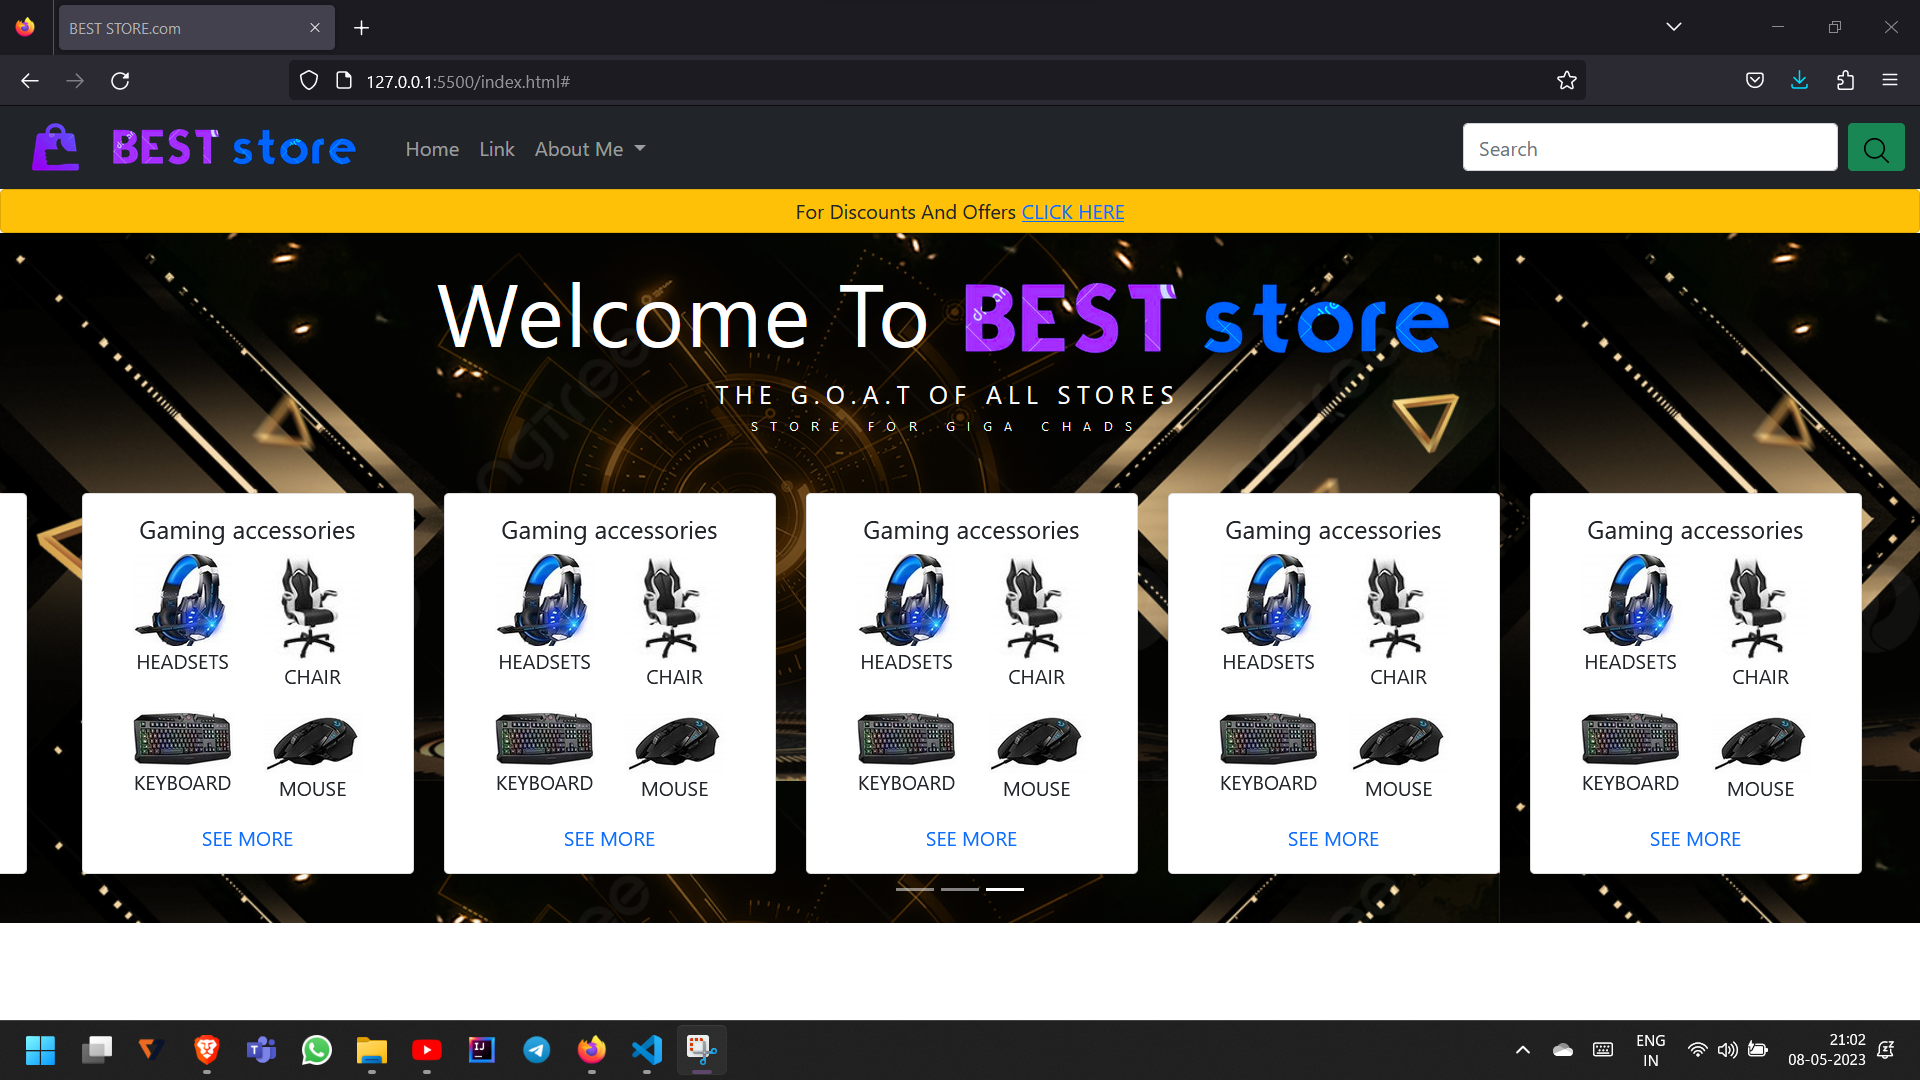 BEST STORE.com
127.0.0.1:5500/index.html#
BEST store
Home Link About Me
Search
For Discounts And Offers CLICK HERE
Welcome To BEST store
THE G.O.A.T OF ALL STORES
STORE FOR GIGA CHADS
Gaming accessories
HEADSETS
CHAIR
KEYBOARD
MOUSE
SEE MORE
Gaming accessories
HEADSETS
CHAIR
KEYBOARD
MOUSE
SEE MORE
Gaming accessories
HEADSETS
CHAIR
KEYBOARD
MOUSE
SEE MORE
Gaming accessories
HEADSETS
CHAIR
KEYBOARD
MOUSE
SEE MORE
Gaming accessories
HEADSETS
CHAIR
KEYBOARD
MOUSE
SEE MORE
ENG
IN
21:02
08-05-2023